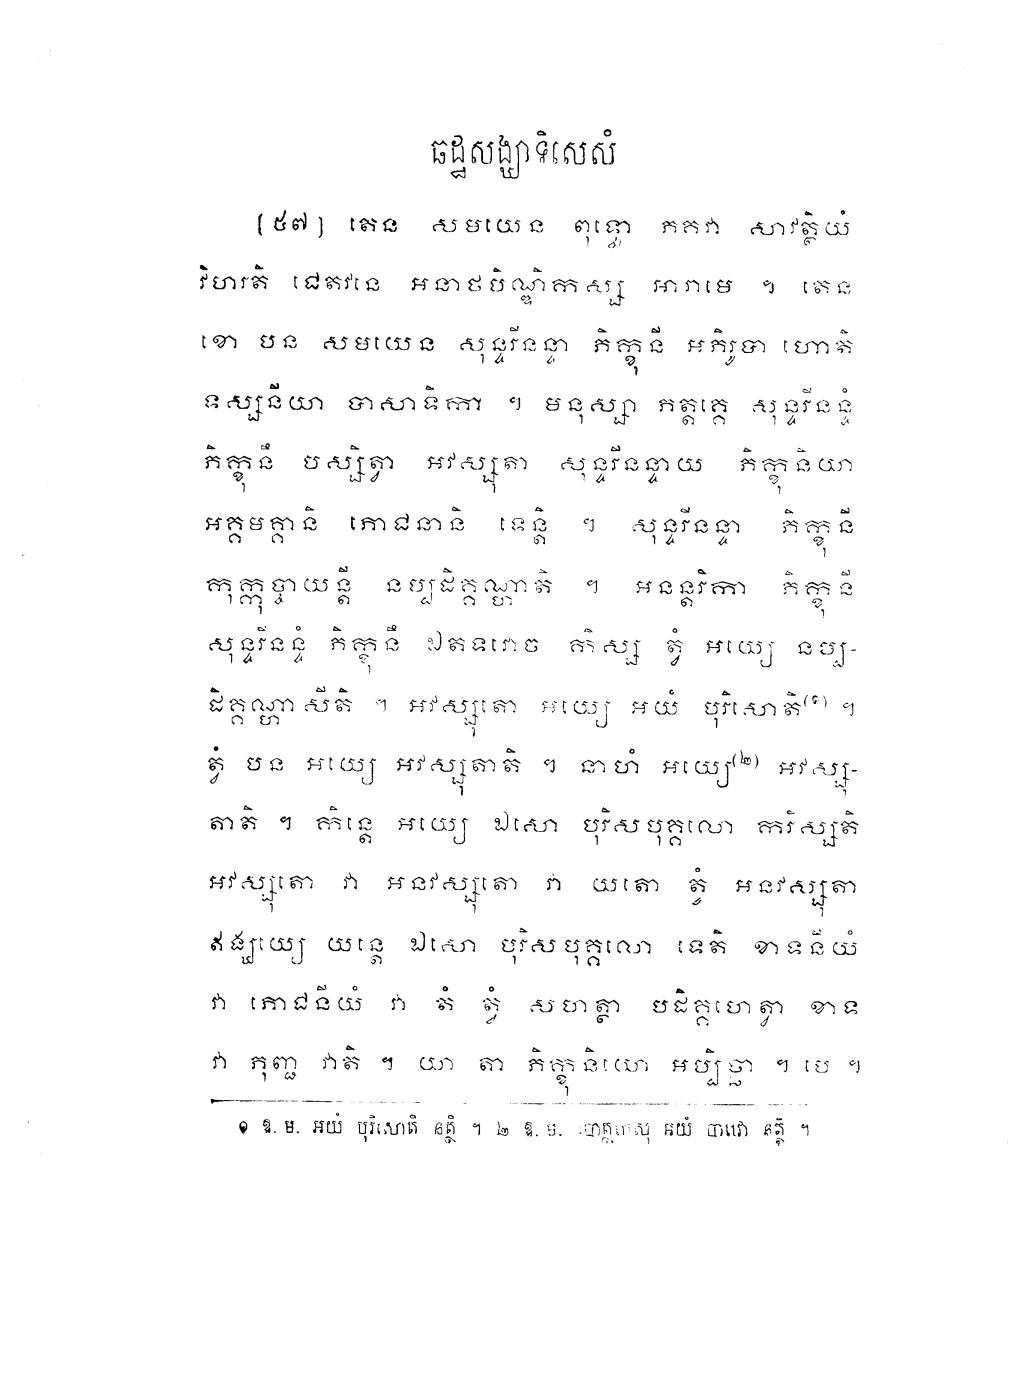 ឆដ្ឋសង្ឃាទិសេសំ
[៥៧] តេន សមយេន ពុទ្ធោ ភគវា សាវត្ថិយំ
វិហរតិ ជេតវនេ អនាថបិណ្ឌិកស្ស អារាមេ ។ តេន
ខោ បន សមយេន សុន្ទរីនន្ទា ភិក្ខុនី អភិរូបា ហោតិ
ទស្សនីយា បាសាទិកា ។ មនុស្សា ភត្តគ្គេ សុន្ទរីនន្ទំ
ភិក្ខុនឹ បស្សិត្វា អវស្សុតា សុន្ទរីនន្ទាយ ភិក្ខុនិយា
អគ្គមគ្គានិ ភោជនានិ ទេន្តិ ។ សុន្ទរីនន្ទា ភិក្ខុនី
កុក្កុច្ចាយន្តី នប្បដិគ្គណ្ហាតិ ។ អនន្តរិកា ភិក្ខុនី
សុន្ទរីនន្ទំ ភិក្ខុនឹ ឯតទវោច កិស្ស ត្វំ អយ្យេ នប្ប-
ដិគ្គណ្ហាសីតិ ។ អវស្សុតោ អយ្យេ អយំ បុរិសោតិ(១) ។
ត្វំ បន អយ្យេ អវស្សុតាតិ ។ នាហំ អយ្យេ(២) អវស្សុ-
តាតិ ។ កិន្តេ អយ្យេ ឯសោ បុរិសបុគ្គលោ ករិស្សតិ
អវស្សុតោ វា អនវស្សុតោ វា យតោ ត្វំ អនវស្សុតា
ឥង្ឃយ្យេ យន្តេ ឯសោ បុរិសបុគ្គលោ ទេតិ ខាទនីយំ
វា ភោជនីយំ វា តំ ត្វំ សហត្ថា បដិគ្គហេត្វា ខាទ
វា ភុញ្ជ វាតិ ។ យា តា ភិក្ខុនិយោ អប្បិច្ឆា ។ បេ ។
១ ឱ. ម. អយំ បុរិសោតិ នត្ថិ ។ ២ ឱ. ម. អយំ បាឋោ នត្ថិ ។